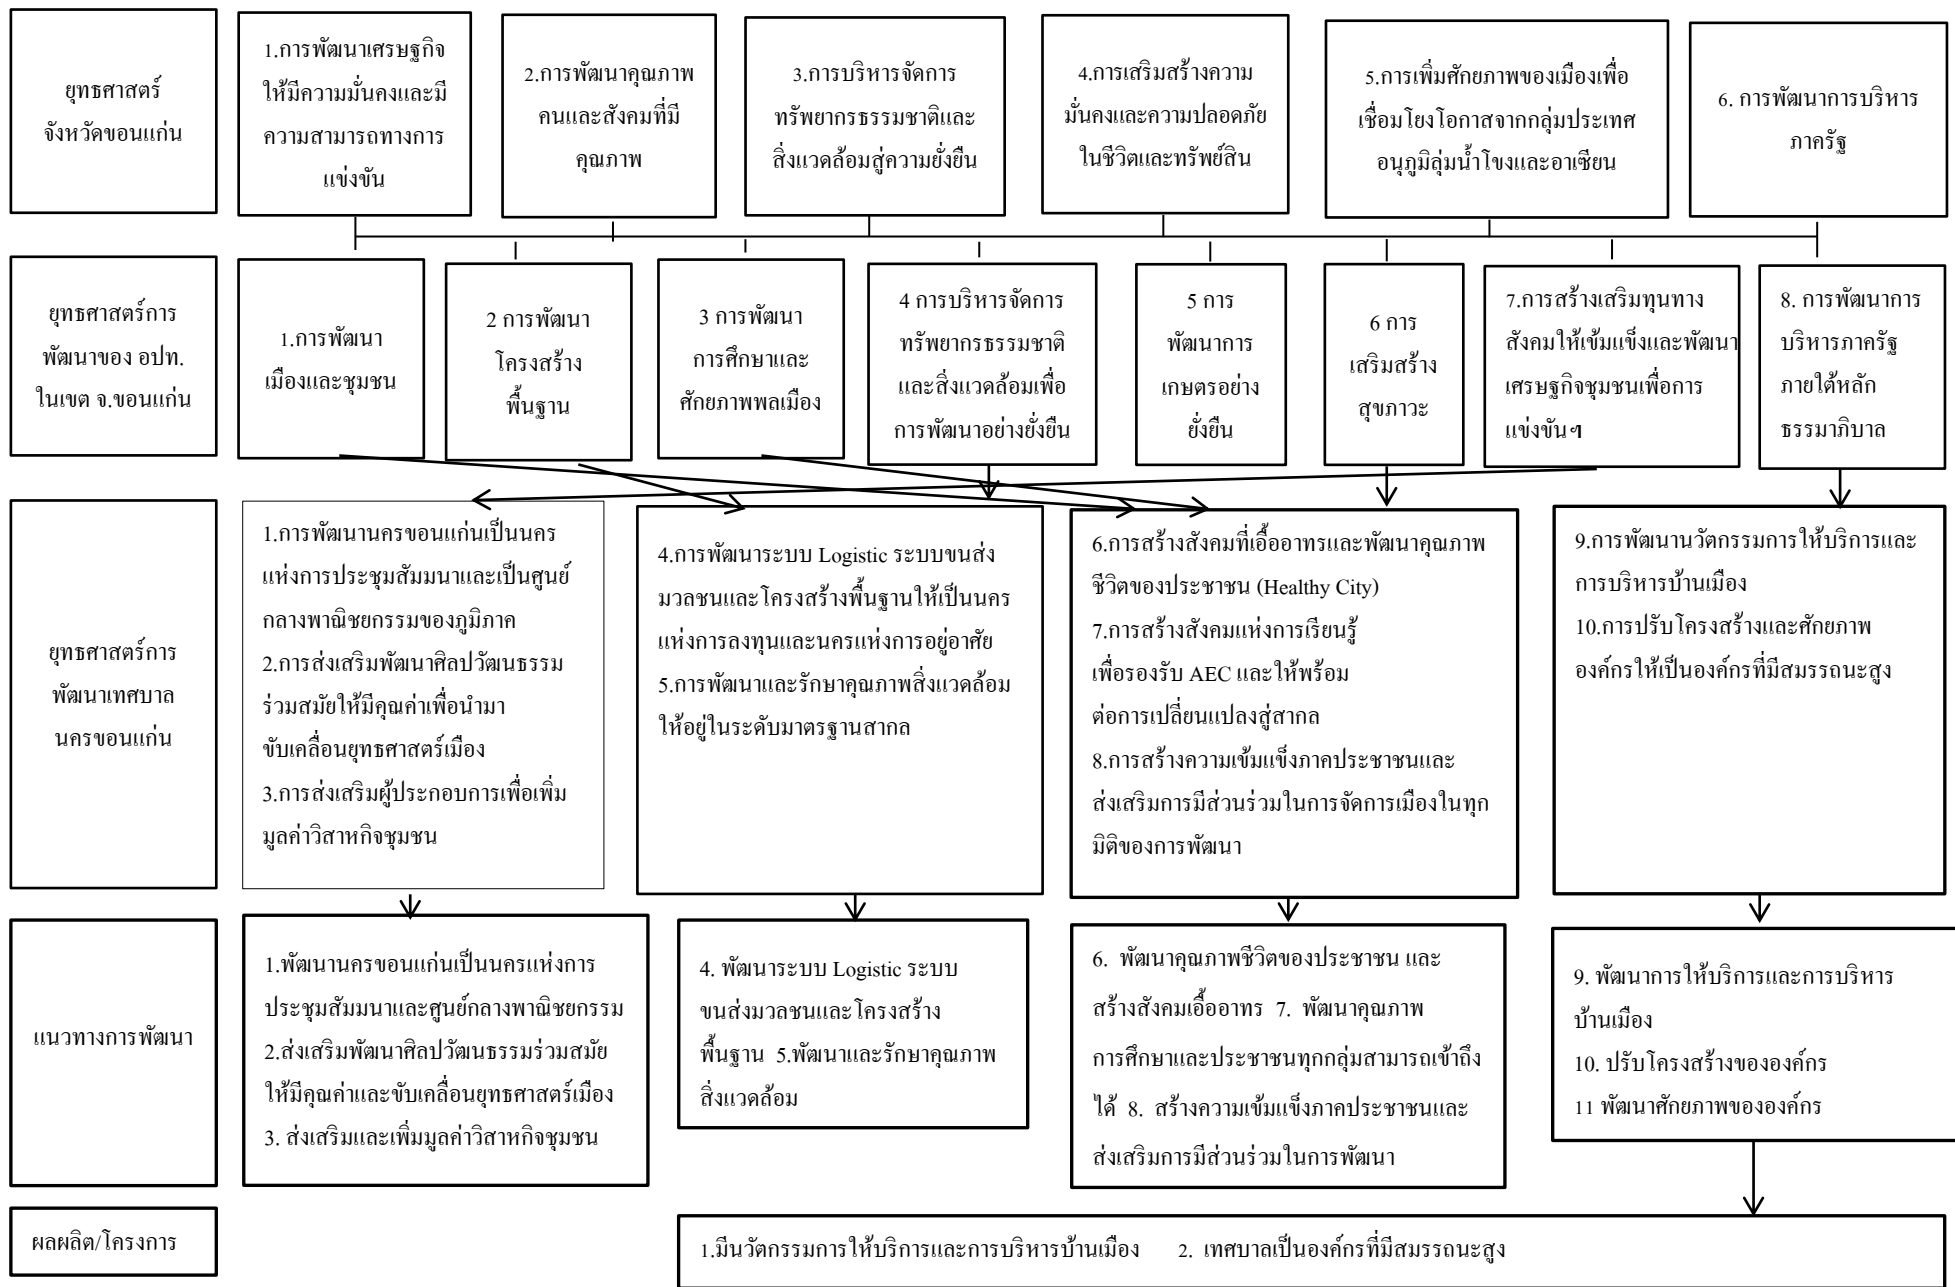 ยุทธศาสตร์
จังหวัดขอนแก่น
1.การพัฒนาเศรษฐกิจ
ให้มีความมั่นคงและมี
ความสามารถทางการ
แข่งขัน
2.การพัฒนาคุณภาพ
คนและสังคมที่มี
คุณภาพ
3.การบริหารจัดการ
ทรัพยากรธรรมชาติและ
สิ่งแวดล้อมสู่ความยั่งยืน
4.การเสริมสร้างความ
มั่นคงและความปลอดภัย
ในชีวิตและทรัพย์สิน
5.การเพิ่มศักยภาพของเมืองเพื่อ
เชื่อมโยงโอกาสจากกลุ่มประเทศ
อนุภูมิลุ่มน้ำโขงและอาเซียน
6. การพัฒนาการบริหาร
ภาครัฐ
ยุทธศาสตร์การ
พัฒนาของ อปท.
ในเขต จ.ขอนแก่น
1.การพัฒนา
เมืองและชุมชน
2 การพัฒนา
โครงสร้าง
พื้นฐาน
3 การพัฒนา
การศึกษาและ
ศักยภาพพลเมือง
4 การบริหารจัดการ
ทรัพยากรธรรมชาติ
และสิ่งแวดล้อมเพื่อ
การพัฒนาอย่างยั่งยืน
5 การ
พัฒนาการ
เกษตรอย่าง
ยั่งยืน
6 การ
เสริมสร้าง
สุขภาวะ
7.การสร้างเสริมทุนทาง
สังคมให้เข้มแข็งและพัฒนา
เศรษฐกิจชุมชนเพื่อการ
แข่งขันฯ
8. การพัฒนาการ
บริหารภาครัฐ
ภายใต้หลัก
ธรรมาภิบาล
ยุทธศาสตร์การ
พัฒนาเทศบาล
นครขอนแก่น
1.การพัฒนานครขอนแก่นเป็นนคร
แห่งการประชุมสัมมนาและเป็นศูนย์
กลางพาณิชยกรรมของภูมิภาค
2.การส่งเสริมพัฒนาศิลปวัฒนธรรม
ร่วมสมัยให้มีคุณค่าเพื่อนำมา
ขับเคลื่อนยุทธศาสตร์เมือง
3.การส่งเสริมผู้ประกอบการเพื่อเพิ่ม
มูลค่าวิสาหกิจชุมชน
4.การพัฒนาระบบ Logistic ระบบขนส่ง
มวลชนและโครงสร้างพื้นฐานให้เป็นนคร
แห่งการลงทุนและนครแห่งการอยู่อาศัย
5.การพัฒนาและรักษาคุณภาพสิ่งแวดล้อม
ให้อยู่ในระดับมาตรฐานสากล
6.การสร้างสังคมที่เอื้ออาทรและพัฒนาคุณภาพ
ชีวิตของประชาชน (Healthy City)
7.การสร้างสังคมแห่งการเรียนรู้
เพื่อรองรับ AEC และให้พร้อม
ต่อการเปลี่ยนแปลงสู่สากล
8.การสร้างความเข้มแข็งภาคประชาชนและ
ส่งเสริมการมีส่วนร่วมในการจัดการเมืองในทุก
มิติของการพัฒนา
9.การพัฒนานวัตกรรมการให้บริการและ
การบริหารบ้านเมือง
10.การปรับโครงสร้างและศักยภาพ
องค์กรให้เป็นองค์กรที่มีสมรรถนะสูง
แนวทางการพัฒนา
1.พัฒนานครขอนแก่นเป็นนครแห่งการ
ประชุมสัมมนาและศูนย์กลางพาณิชยกรรม
2.ส่งเสริมพัฒนาศิลปวัฒนธรรมร่วมสมัย
ให้มีคุณค่าและขับเคลื่อนยุทธศาสตร์เมือง
3. ส่งเสริมและเพิ่มมูลค่าวิสาหกิจชุมชน
4. พัฒนาระบบ Logistic ระบบ
ขนส่งมวลชนและโครงสร้าง
พื้นฐาน 5.พัฒนาและรักษาคุณภาพ
สิ่งแวดล้อม
6. พัฒนาคุณภาพชีวิตของประชาชน และ
สร้างสังคมเอื้ออาทร 7. พัฒนาคุณภาพ
การศึกษาและประชาชนทุกกลุ่มสามารถเข้าถึง
ได้ 8. สร้างความเข้มแข็งภาคประชาชนและ
ส่งเสริมการมีส่วนร่วมในการพัฒนา
9. พัฒนาการให้บริการและการบริหาร
บ้านเมือง
10. ปรับโครงสร้างขององค์กร
11 พัฒนาศักยภาพขององค์กร
ผลผลิต/โครงการ
1.มีนวัตกรรมการให้บริการและการบริหารบ้านเมือง 2. เทศบาลเป็นองค์กรที่มีสมรรถนะสูง